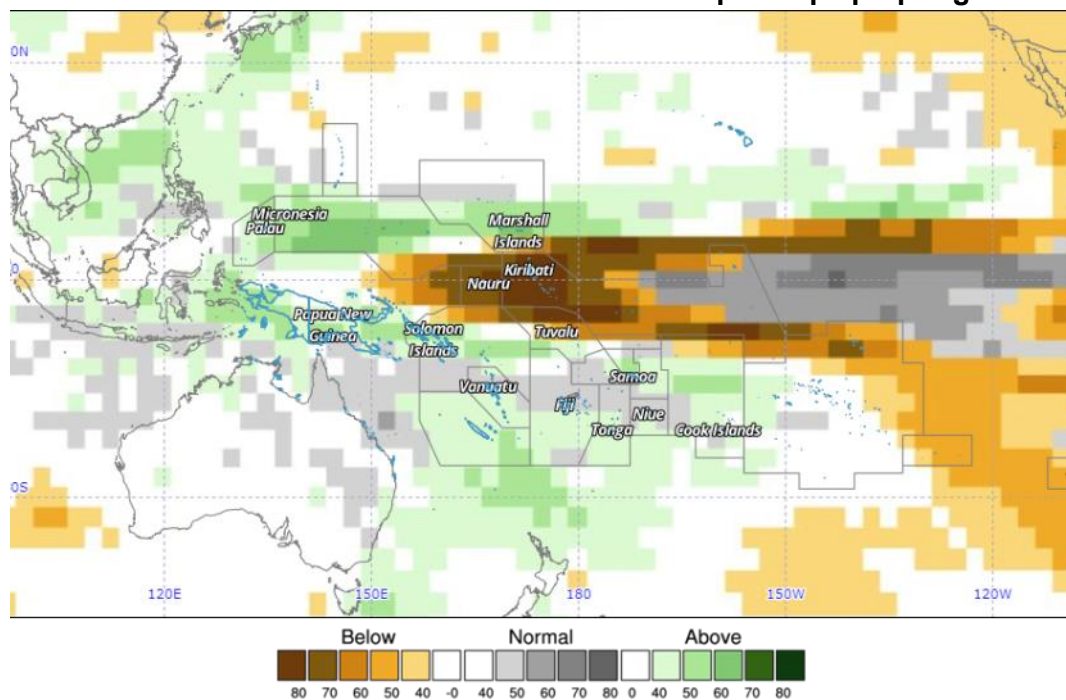 0N
Micronesia
Palau
Marshall
Islands
0
Kiribati
Nauru
Papua New
Guinea
Solomon
Islands
Tuvalu
Samoa
Vanuatu
Fiji
Niue
Tonga
Cook Islands
0S
120E 150E 180 150W 120W
Below Normal Above
80 70 60 50 40 -0 40 50 60 70 80 0 40 50 60 70 80